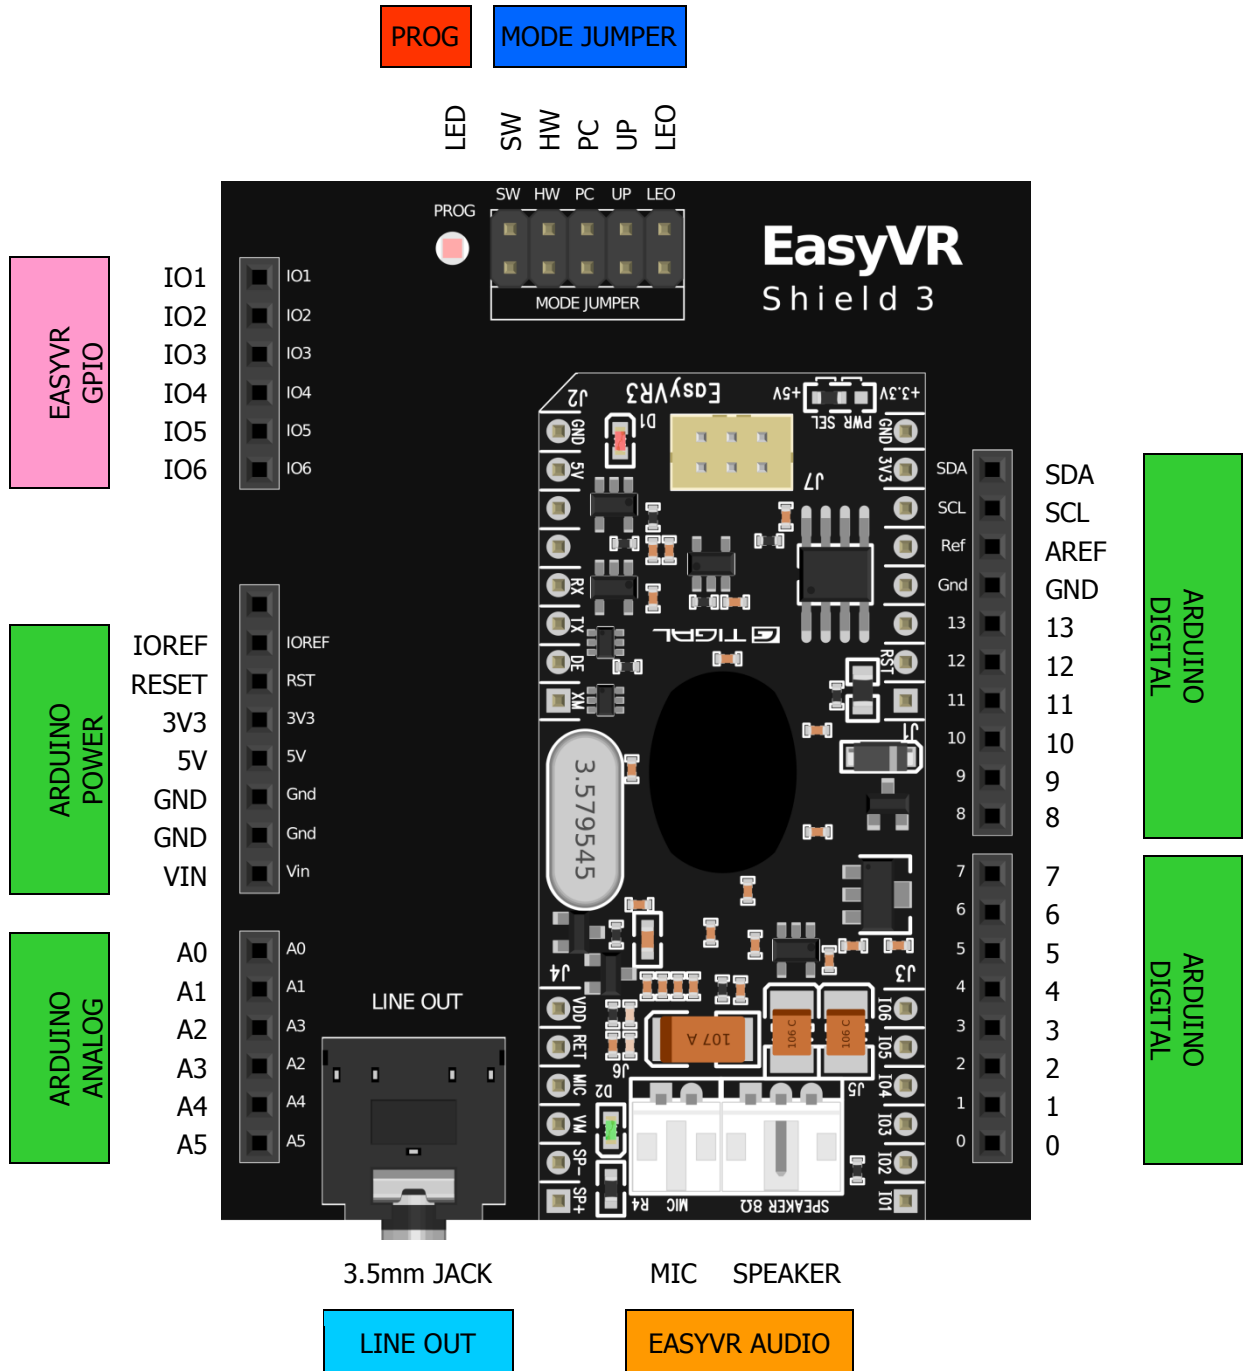 PROG
MODE JUMPER
LED
SW
HW
PC
UP
LEO
SW HW PC UP LEO
PROG
MODE JUMPER
EasyVR
Shield 3
EASYVR
GPIO
IO1
IO2
IO3
IO4
IO5
IO6
IO1
IO2
IO3
IO4
IO5
IO6
ARDUINO
POWER
IOREF
RESET
3V3
5V
GND
GND
VIN
IOREF
RST
3V3
5V
Gnd
Gnd
Vin
ARDUINO
ANALOG
A0
A1
A2
A3
A4
A5
A0
A1
A3
A2
A4
A5
LINE OUT
J2
EasyVR3
D1
+5V
+3.3V
PWR SEL
GND
5V
RX
TX
DE
XM
J7
GND
3V3
RST
J1
TIGAL
3.579545
J4
VDD
RET
MIC
VM
SP-
SP+
J6
D2
R4
MIC
SPEAKER 8Ω
107 A
106 C
106 C
J5
J3
IO6
IO5
IO4
IO3
IO2
IO1
SDA
SCL
Ref
Gnd
13
12
11
10
9
8
7
6
5
4
3
2
1
0
SDA
SCL
AREF
GND
13
12
11
10
9
8
7
6
5
4
3
2
1
0
ARDUINO
DIGITAL
ARDUINO
DIGITAL
3.5mm JACK
MIC
SPEAKER
LINE OUT
EASYVR AUDIO